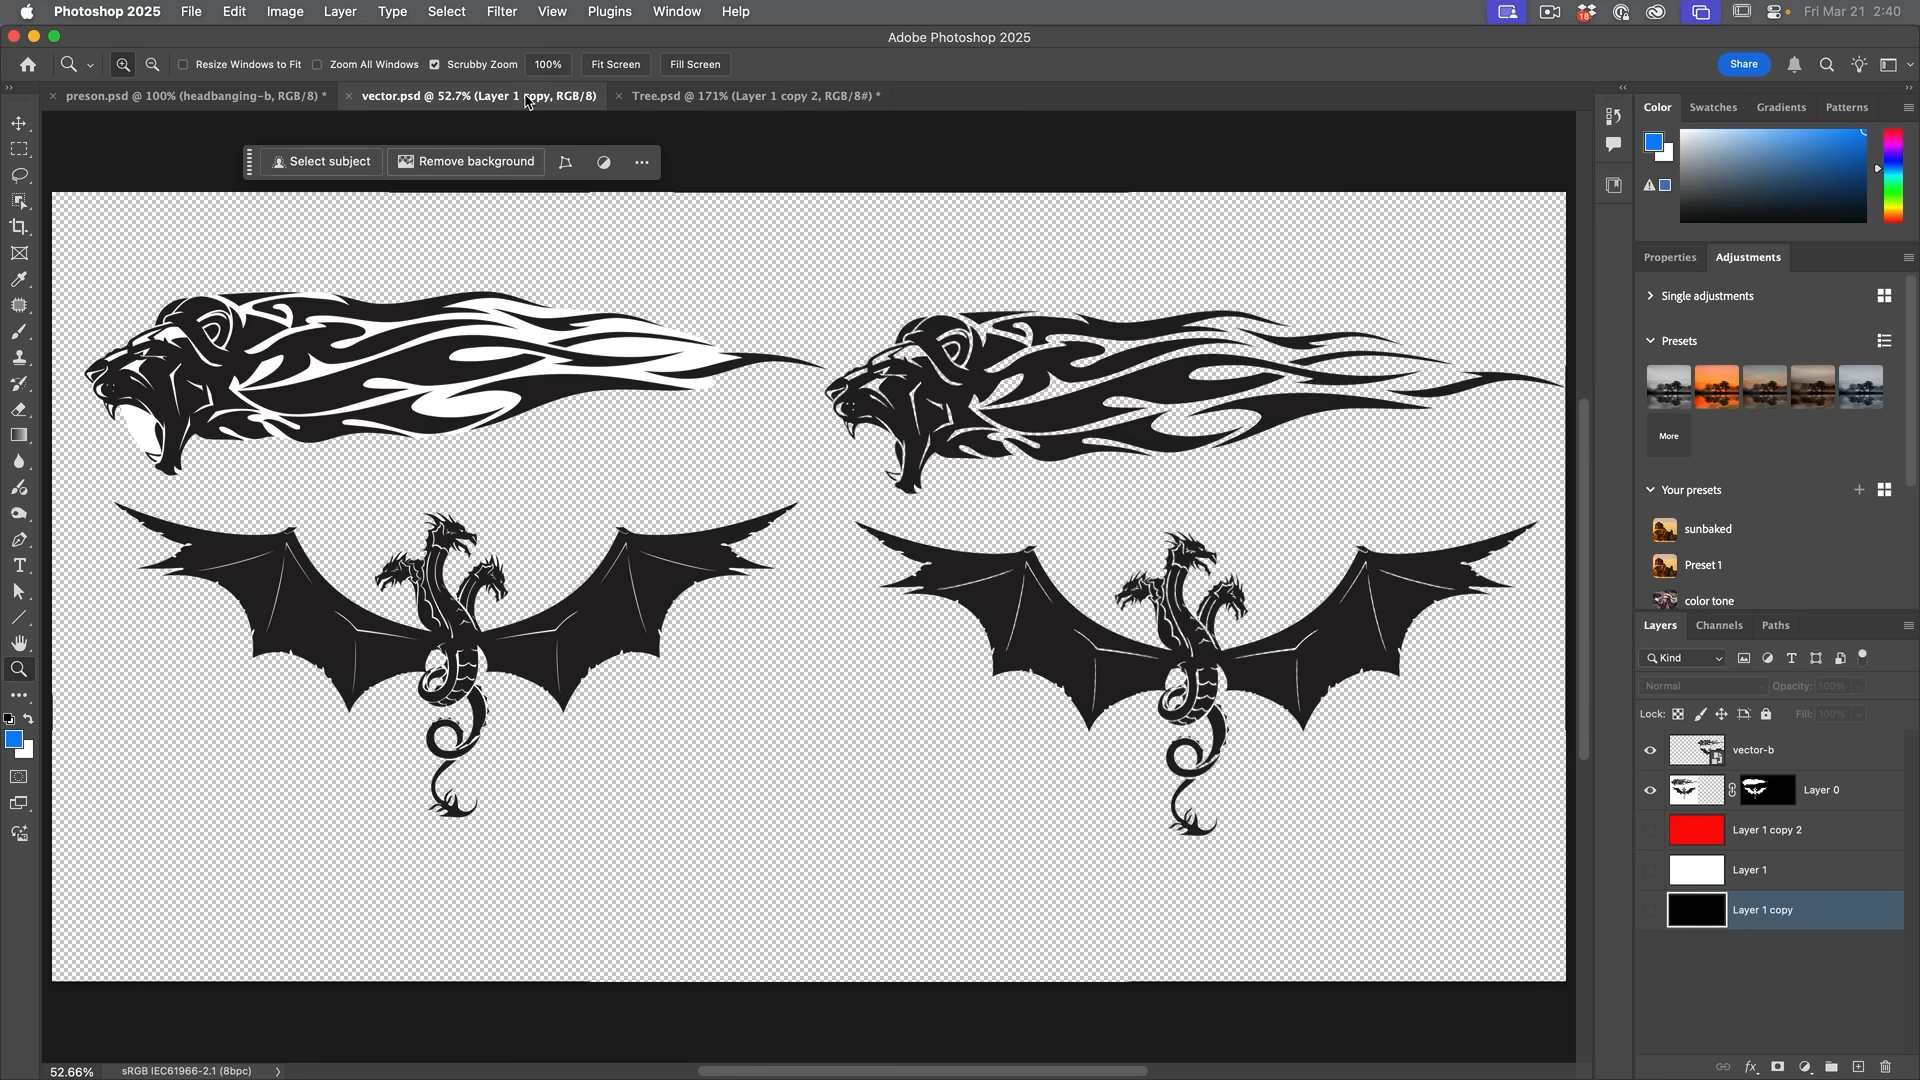 Photoshop 2025 File Edit Image Layer Type Select Filter View Plugins Window Help 18 Fri Mar 21 2:40
Adobe Photoshop 2025
Resize Windows to Fit Zoom All Windows Scrubby Zoom 100% Fit Screen Fill Screen Share
preson.psd @ 100% (headbanging-b, RGB/8) * vector.psd @ 52.7% (Layer 1 copy, RGB/8) Tree.psd @ 171% (Layer 1 copy 2, RGB/8#) *
Color Swatches Gradients Patterns
Select subject Remove background
Properties Adjustments
Single adjustments
Presets
More
Your presets
sunbaked
Preset 1
color tone
Layers Channels Paths
Kind
Normal Opacity: 100%
Lock: Fill: 100%
vector-b
Layer 0
Layer 1 copy 2
Layer 1
Layer 1 copy
fx
52.66% sRGB IEC61966-2.1 (8bpc)